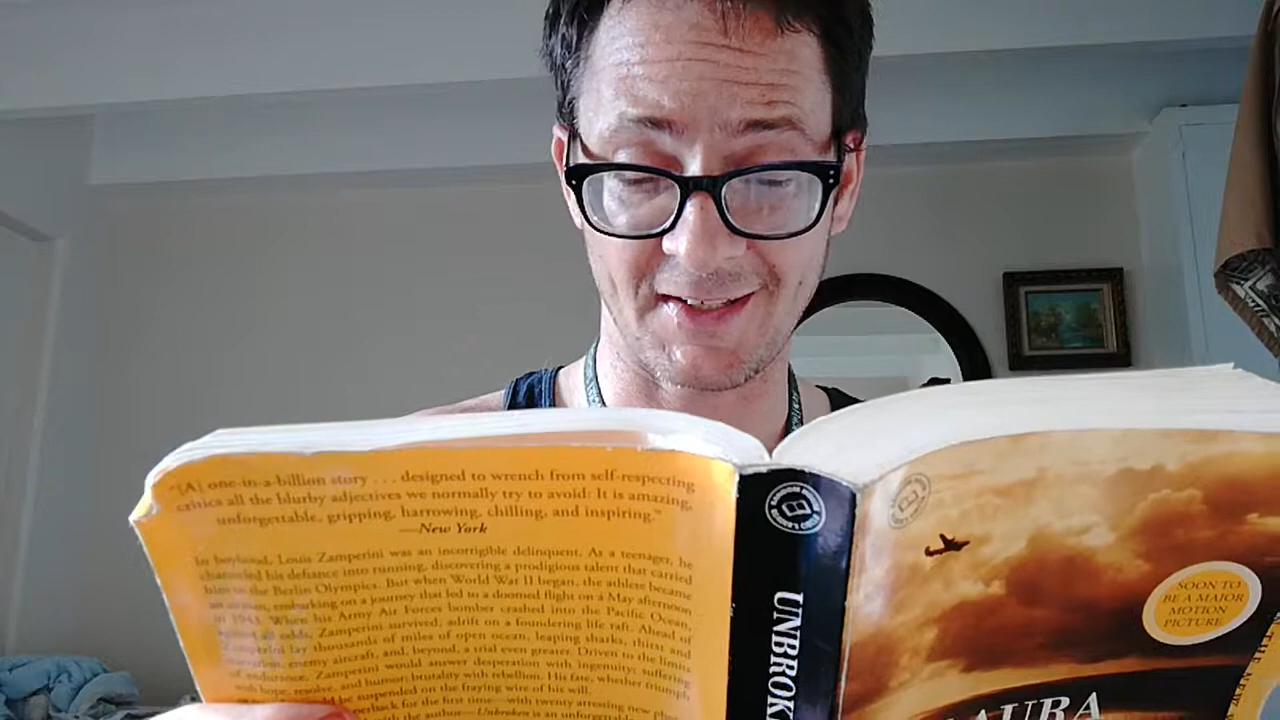 "[A] one-in-a-billion story . . . designed to wrench from self-respecting
critics all the blurby adjectives we normally try to avoid: It is amazing,
unforgettable, gripping, harrowing, chilling, and inspiring."
—New York
In boyhood, Louis Zamperini was an incorrigible delinquent. As a teenager, he
channeled his defiance into running, discovering a prodigious talent that carried
him to the Berlin Olympics. But when World War II began, the athlete became
an airman, embarking on a journey that led to a doomed flight on a May afternoon
in 1943. When his Army Air Forces bomber crashed into the Pacific Ocean,
against all odds, Zamperini survived, adrift on a foundering life raft. Ahead of
Zamperini lay thousands of miles of open ocean, leaping sharks, thirst and
starvation, enemy aircraft, and, beyond, a trial even greater. Driven to the limits
of endurance, Zamperini would answer desperation with ingenuity; suffering
with hope, resolve, and humor; brutality with rebellion. His fate, whether triumph
be suspended on the fraying wire of his will.
perback for the first time—with twenty arresting new pho
with the author—Unbroken is an unforgettable
UNBROK
SOON TO
BE A MAJOR
MOTION
PICTURE
LAURA